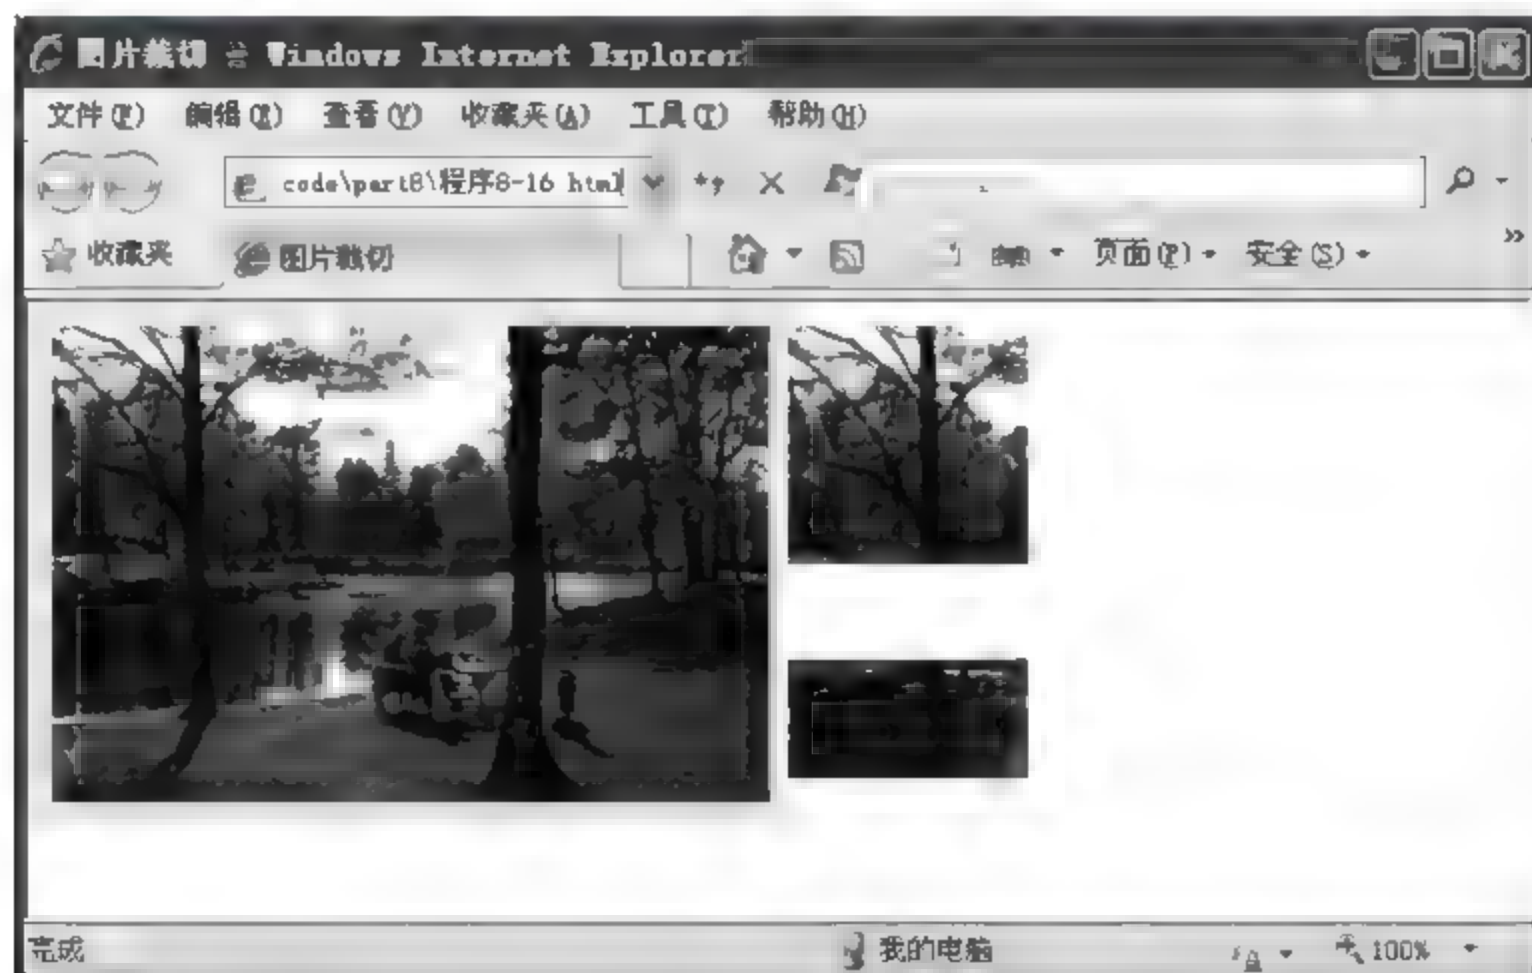 图片裁切 Windows Internet Explorer
文件(F) 编辑(E) 查看(V) 收藏夹(A) 工具(T) 帮助(H)
code\part8\程序8-16 html
收藏夹 图片裁切 页面(P) 安全(S) »
完成 我的电脑 100%